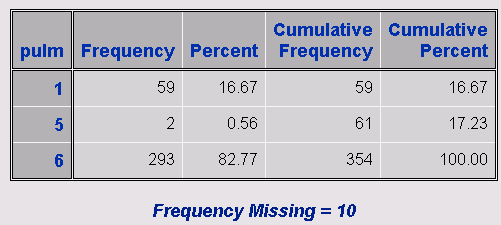 Cumulative Cumulative
pulm Frequency Percent Frequency Percent
1 59 16.67 59 16.67
5 2 0.56 61 17.23
6 293 82.77 354 100.00
Frequency Missing = 10